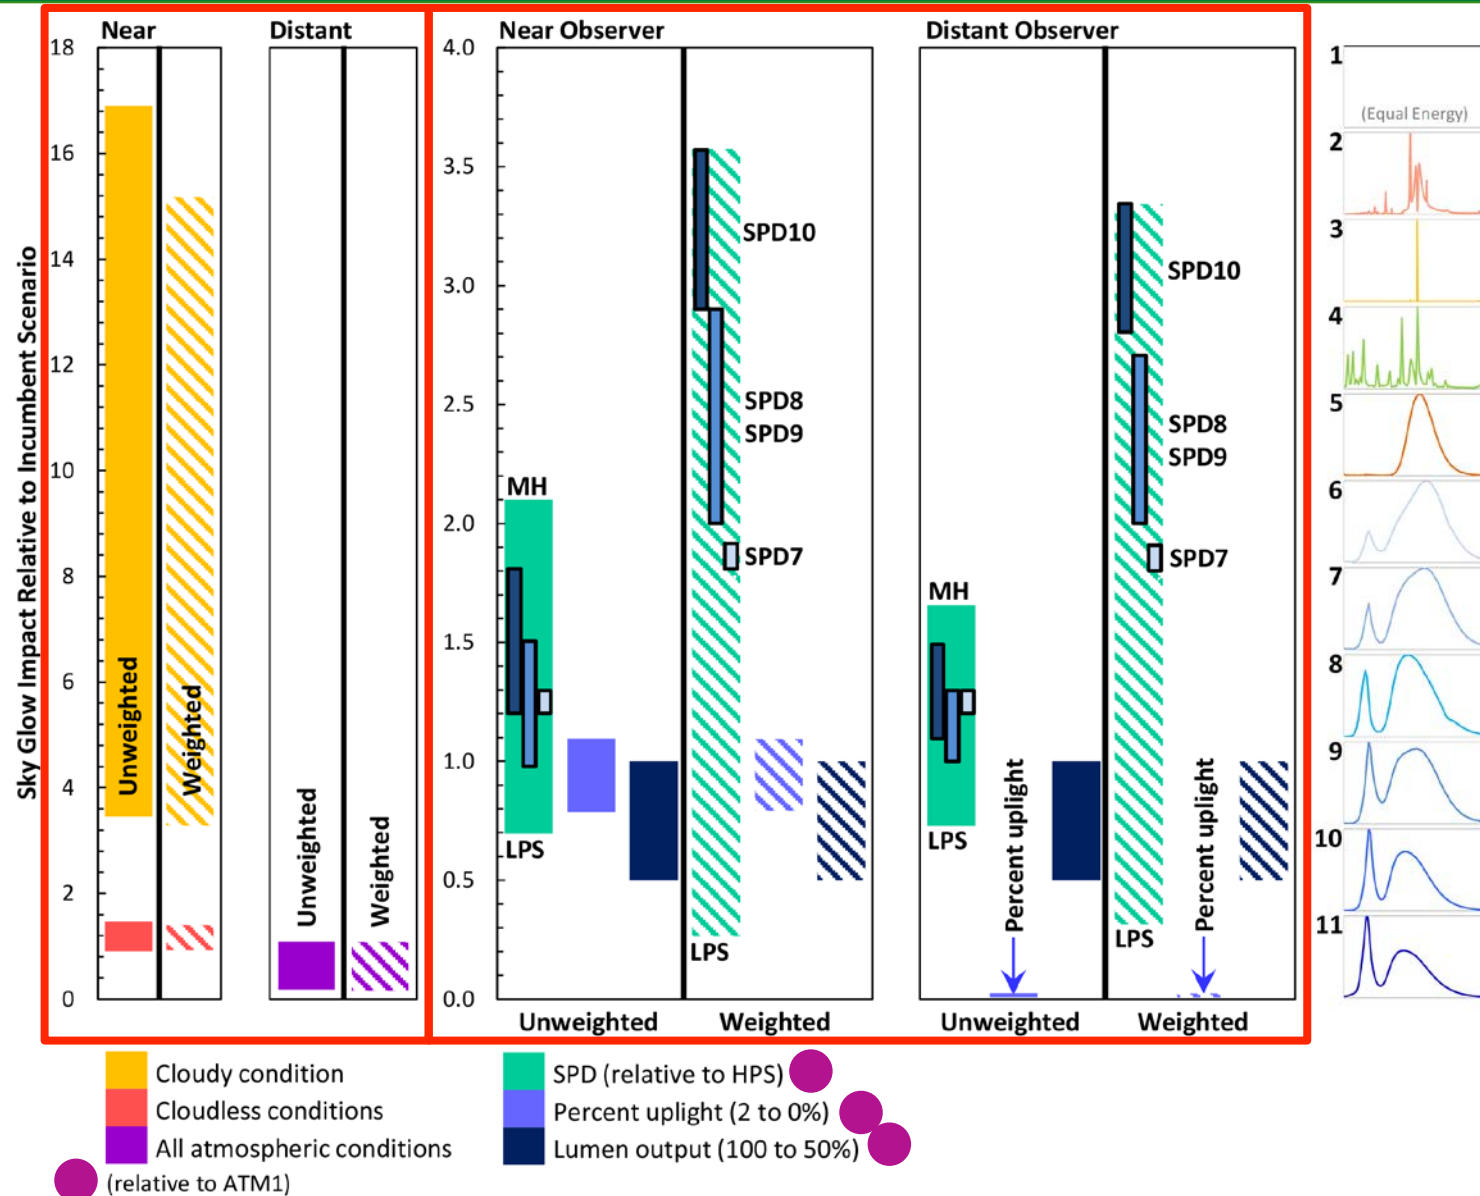 Near
Distant
Near Observer
Distant Observer
Sky Glow Impact Relative to Incumbent Scenario
18
16
14
12
10
8
6
4
2
0
Unweighted
Weighted
Unweighted
Weighted
4.0
3.5
3.0
2.5
2.0
1.5
1.0
0.5
0.0
MH
LPS
SPD10
SPD8
SPD9
SPD7
LPS
Unweighted
Weighted
MH
LPS
Percent uplight
SPD10
SPD8
SPD9
SPD7
Percent uplight
LPS
Unweighted
Weighted
1
(Equal Energy)
2
3
4
5
6
7
8
9
10
11
Cloudy condition
Cloudless conditions
All atmospheric conditions
(relative to ATM1)
SPD (relative to HPS)
Percent uplight (2 to 0%)
Lumen output (100 to 50%)